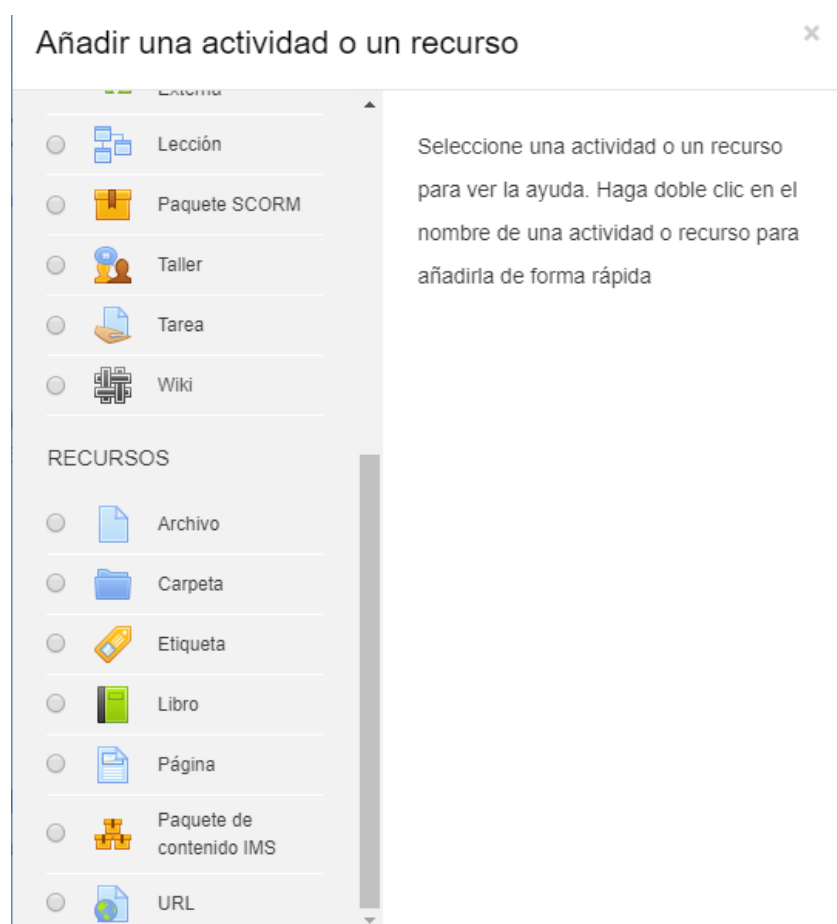 Añadir una actividad o un recurso
×
Externa
Lección
Paquete SCORM
Taller
Tarea
Wiki
RECURSOS
Archivo
Carpeta
Etiqueta
Libro
Página
Paquete de
contenido IMS
URL
Seleccione una actividad o un recurso
para ver la ayuda. Haga doble clic en el
nombre de una actividad o recurso para
añadirla de forma rápida